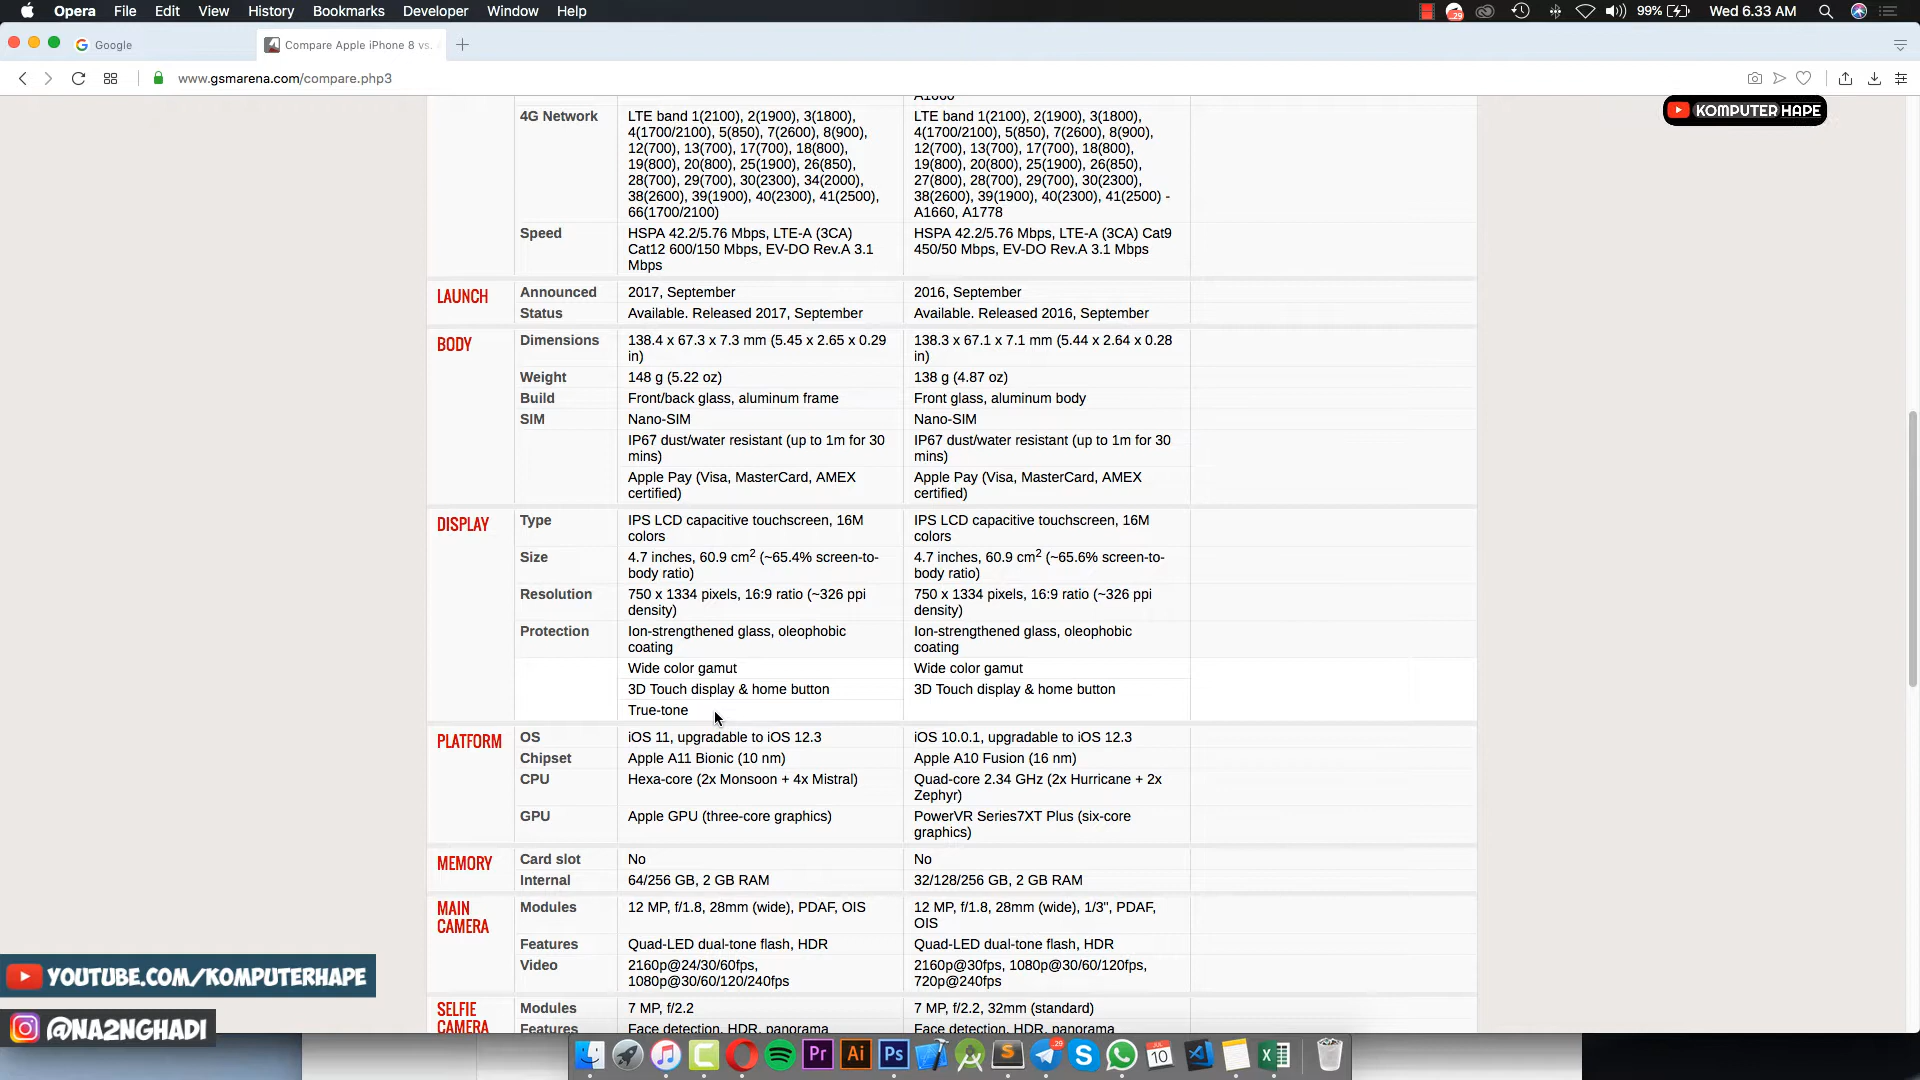 Opera File Edit View History Bookmarks Developer Window Help 29 99% Wed 6.33 AM
Google Compare Apple iPhone 8 vs.
www.gsmarena.com/compare.php3
KOMPUTER HAPE
A1660
4G Network LTE band 1(2100), 2(1900), 3(1800), LTE band 1(2100), 2(1900), 3(1800),
4(1700/2100), 5(850), 7(2600), 8(900), 4(1700/2100), 5(850), 7(2600), 8(900),
12(700), 13(700), 17(700), 18(800), 12(700), 13(700), 17(700), 18(800),
19(800), 20(800), 25(1900), 26(850), 19(800), 20(800), 25(1900), 26(850),
28(700), 29(700), 30(2300), 34(2000), 27(800), 28(700), 29(700), 30(2300),
38(2600), 39(1900), 40(2300), 41(2500), 38(2600), 39(1900), 40(2300), 41(2500) -
66(1700/2100) A1660, A1778
Speed HSPA 42.2/5.76 Mbps, LTE-A (3CA) HSPA 42.2/5.76 Mbps, LTE-A (3CA) Cat9
Cat12 600/150 Mbps, EV-DO Rev.A 3.1 450/50 Mbps, EV-DO Rev.A 3.1 Mbps
Mbps
LAUNCH Announced 2017, September 2016, September
Status Available. Released 2017, September Available. Released 2016, September
BODY Dimensions 138.4 x 67.3 x 7.3 mm (5.45 x 2.65 x 0.29 138.3 x 67.1 x 7.1 mm (5.44 x 2.64 x 0.28
in) in)
Weight 148 g (5.22 oz) 138 g (4.87 oz)
Build Front/back glass, aluminum frame Front glass, aluminum body
SIM Nano-SIM Nano-SIM
IP67 dust/water resistant (up to 1m for 30 IP67 dust/water resistant (up to 1m for 30
mins) mins)
Apple Pay (Visa, MasterCard, AMEX Apple Pay (Visa, MasterCard, AMEX
certified) certified)
DISPLAY Type IPS LCD capacitive touchscreen, 16M IPS LCD capacitive touchscreen, 16M
colors colors
Size 4.7 inches, 60.9 cm2 (~65.4% screen-to- 4.7 inches, 60.9 cm2 (~65.6% screen-to-
body ratio) body ratio)
Resolution 750 x 1334 pixels, 16:9 ratio (~326 ppi 750 x 1334 pixels, 16:9 ratio (~326 ppi
density) density)
Protection Ion-strengthened glass, oleophobic Ion-strengthened glass, oleophobic
coating coating
Wide color gamut Wide color gamut
3D Touch display & home button 3D Touch display & home button
True-tone
PLATFORM OS iOS 11, upgradable to iOS 12.3 iOS 10.0.1, upgradable to iOS 12.3
Chipset Apple A11 Bionic (10 nm) Apple A10 Fusion (16 nm)
CPU Hexa-core (2x Monsoon + 4x Mistral) Quad-core 2.34 GHz (2x Hurricane + 2x
Zephyr)
GPU Apple GPU (three-core graphics) PowerVR Series7XT Plus (six-core
graphics)
MEMORY Card slot No No
Internal 64/256 GB, 2 GB RAM 32/128/256 GB, 2 GB RAM
MAIN Modules 12 MP, f/1.8, 28mm (wide), PDAF, OIS 12 MP, f/1.8, 28mm (wide), 1/3", PDAF,
CAMERA OIS
Features Quad-LED dual-tone flash, HDR Quad-LED dual-tone flash, HDR
Video 2160p@24/30/60fps, 2160p@30fps, 1080p@30/60/120fps,
1080p@30/60/120/240fps 720p@240fps
SELFIE Modules 7 MP, f/2.2 7 MP, f/2.2, 32mm (standard)
CAMERA Features Face detection, HDR, panorama Face detection, HDR, panorama
YOUTUBE.COM/KOMPUTERHAPE
@NA2NGHADI
Pr Ai Ps S 29 JUL 10